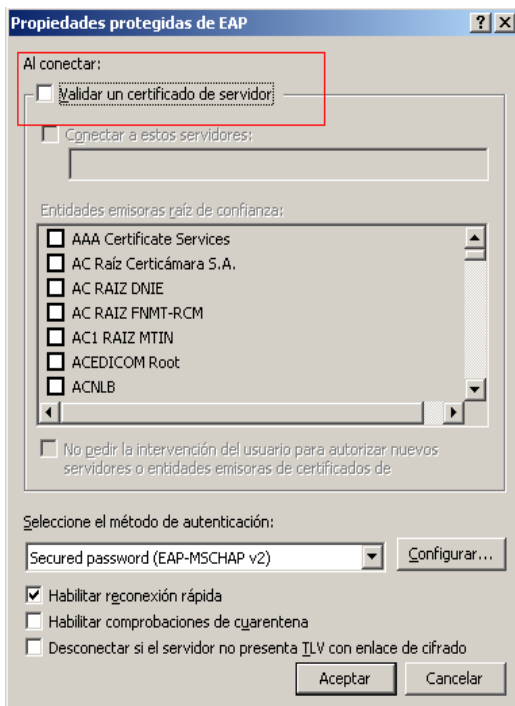 Propiedades protegidas de EAP
Al conectar:
Validar un certificado de servidor
Conectar a estos servidores:
Entidades emisoras raíz de confianza:
AAA Certificate Services
AC Raíz Certicámara S.A.
AC RAIZ DNIE
AC RAIZ FNMT-RCM
AC1 RAIZ MTIN
ACEDICOM Root
ACNLB
No pedir la intervención del usuario para autorizar nuevos
servidores o entidades emisoras de certificados de
Seleccione el método de autenticación:
Secured password (EAP-MSCHAP v2)
Configurar...
Habilitar reconexión rápida
Habilitar comprobaciones de cuarentena
Desconectar si el servidor no presenta TLV con enlace de cifrado
Aceptar
Cancelar